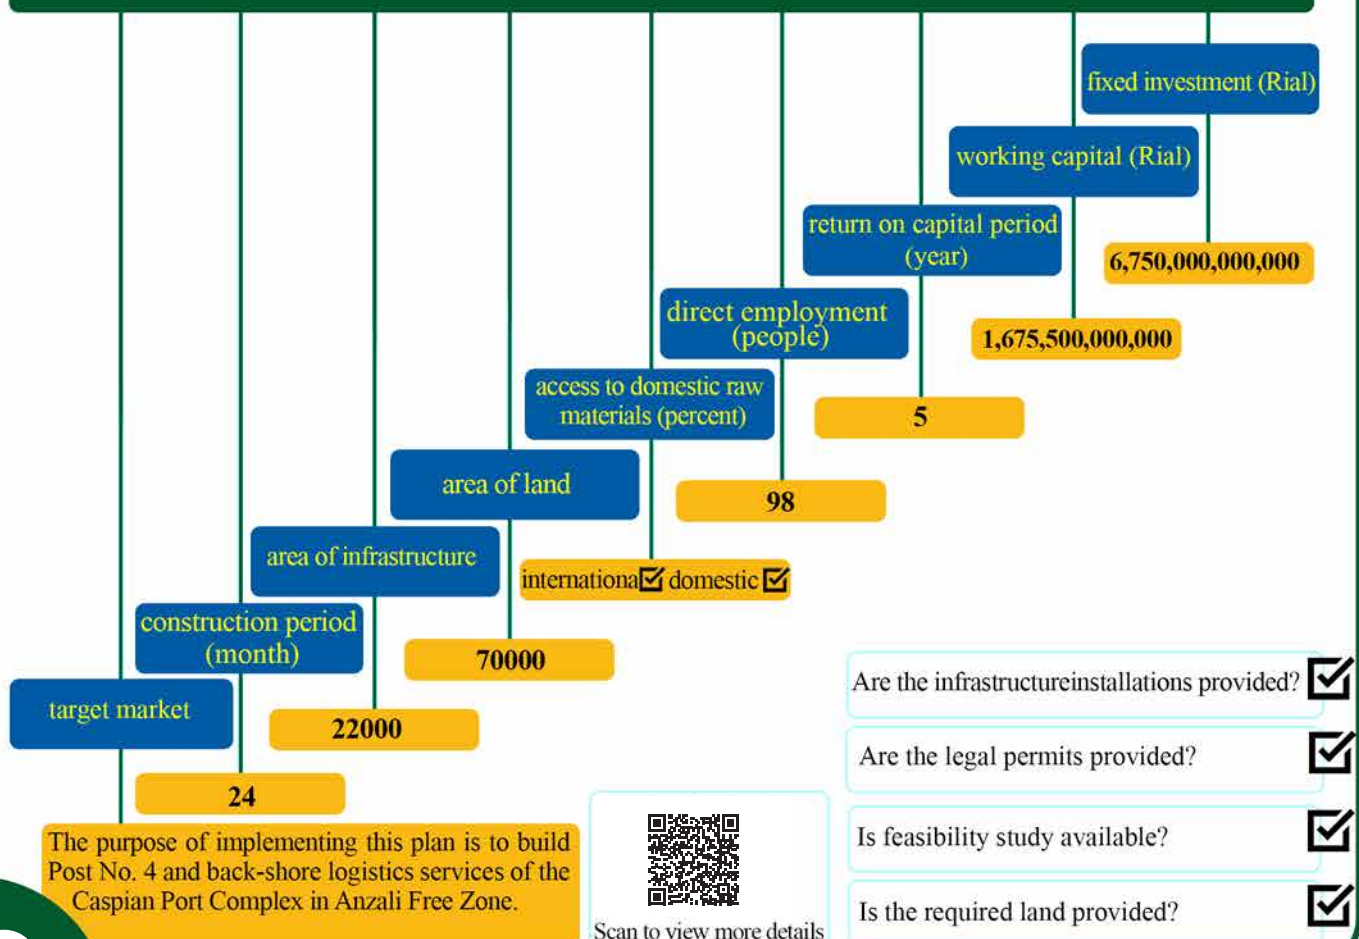 fixed investment (Rial)
6,750,000,000,000
working capital (Rial)
1,675,500,000,000
return on capital period
(year)
5
direct employment
(people)
98
access to domestic raw
materials (percent)
internationa domestic
area of land
70000
area of infrastructure
22000
construction period
(month)
24
target market
The purpose of implementing this plan is to build
Post No. 4 and back-shore logistics services of the
Caspian Port Complex in Anzali Free Zone.
Scan to view more details
Are the infrastructureinstallations provided?
Are the legal permits provided?
Is feasibility study available?
Is the required land provided?